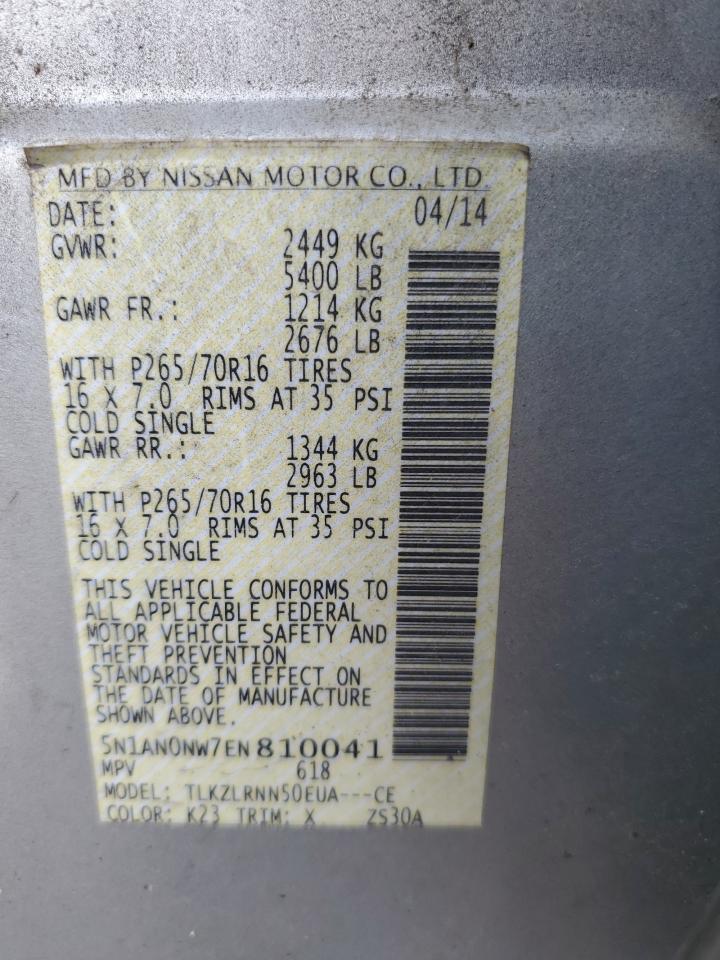 MFD BY NISSAN MOTOR CO., LTD.
DATE: 04/14
GVWR: 2449 KG
5400 LB
GAWR FR.: 1214 KG
2676 LB
WITH P265/70R16 TIRES
16 X 7.0 RIMS AT 35 PSI
COLD SINGLE
GAWR RR.: 1344 KG
2963 LB
WITH P265/70R16 TIRES
16 X 7.0 RIMS AT 35 PSI
COLD SINGLE
THIS VEHICLE CONFORMS TO
ALL APPLICABLE FEDERAL
MOTOR VEHICLE SAFETY AND
THEFT PREVENTION
STANDARDS IN EFFECT ON
THE DATE OF MANUFACTURE
SHOWN ABOVE.
5N1AN0NW7EN810041
MPV 618
MODEL: TLKZLRNN50EUA---CE
COLOR: K23 TRIM: X ZS30A